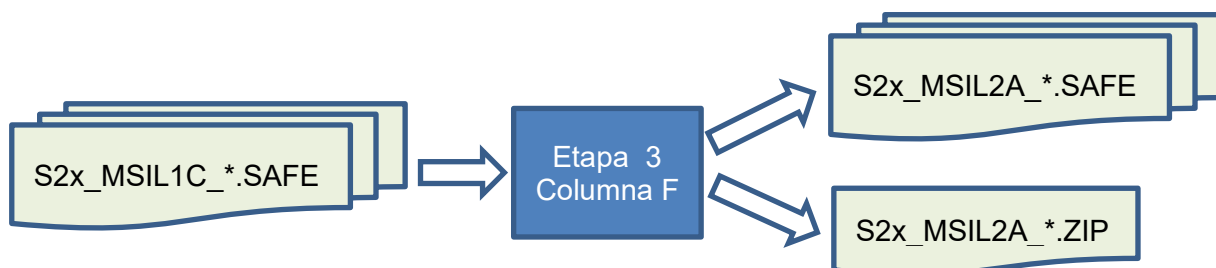 S2x_MSIL1C_*.SAFE
Etapa 3
Columna F
S2x_MSIL2A_*.SAFE
S2x_MSIL2A_*.ZIP